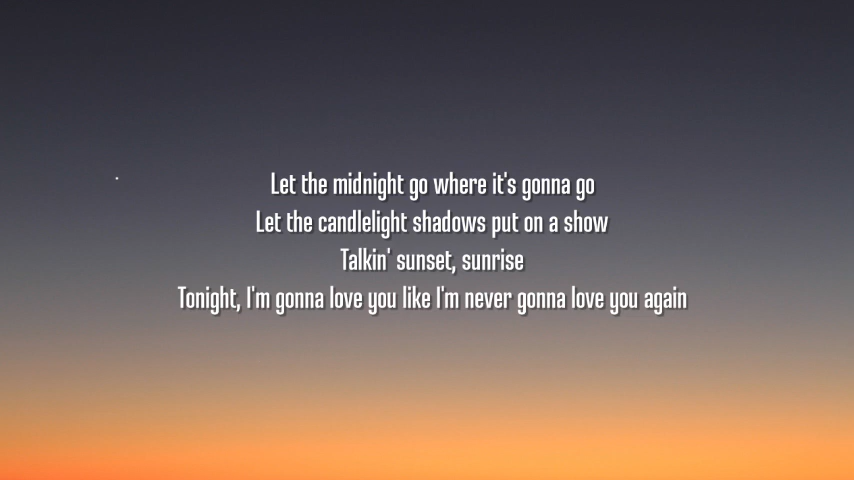 Let the midnight go where it's gonna go
Let the candlelight shadows put on a show
Talkin' sunset, sunrise
Tonight, I'm gonna love you like I'm never gonna love you again